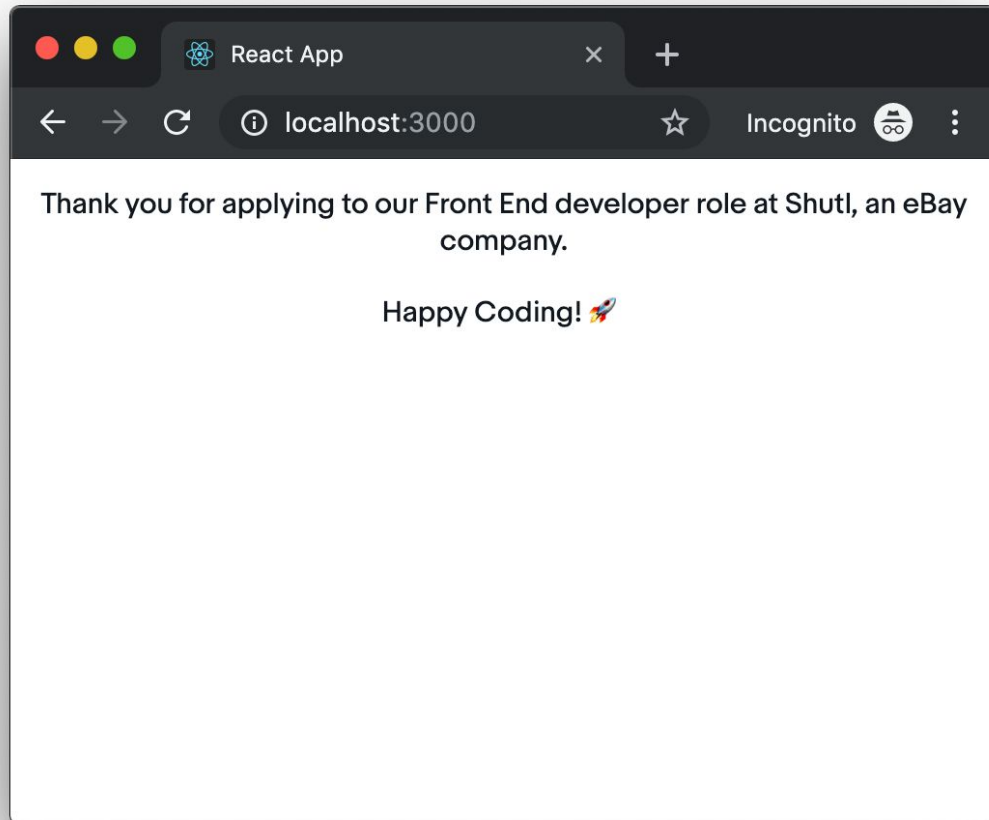 React App
localhost:3000
Incognito
Thank you for applying to our Front End developer role at Shutl, an eBay
company.
Happy Coding! 🚀